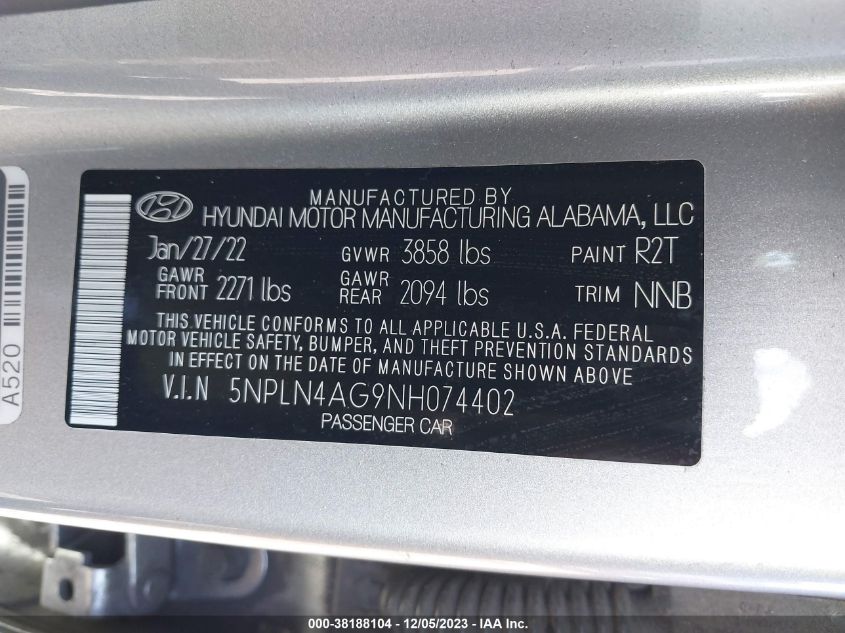 MANUFACTURED BY
HYUNDAI MOTOR MANUFACTURING ALABAMA, LLC
Jan/27/22 GVWR 3858 lbs PAINT R2T
GAWR FRONT 2271 lbs GAWR REAR 2094 lbs TRIM NNB
THIS VEHICLE CONFORMS TO ALL APPLICABLE U.S.A. FEDERAL
MOTOR VEHICLE SAFETY, BUMPER, AND THEFT PREVENTION
STANDARDS IN EFFECT ON THE DATE OF MANUFACTURE SHOWN ABOVE.
V.I.N 5NPLN4AG9NH074402
PASSENGER CAR
A520
000-38188104 - 12/05/2023 - IAA Inc.